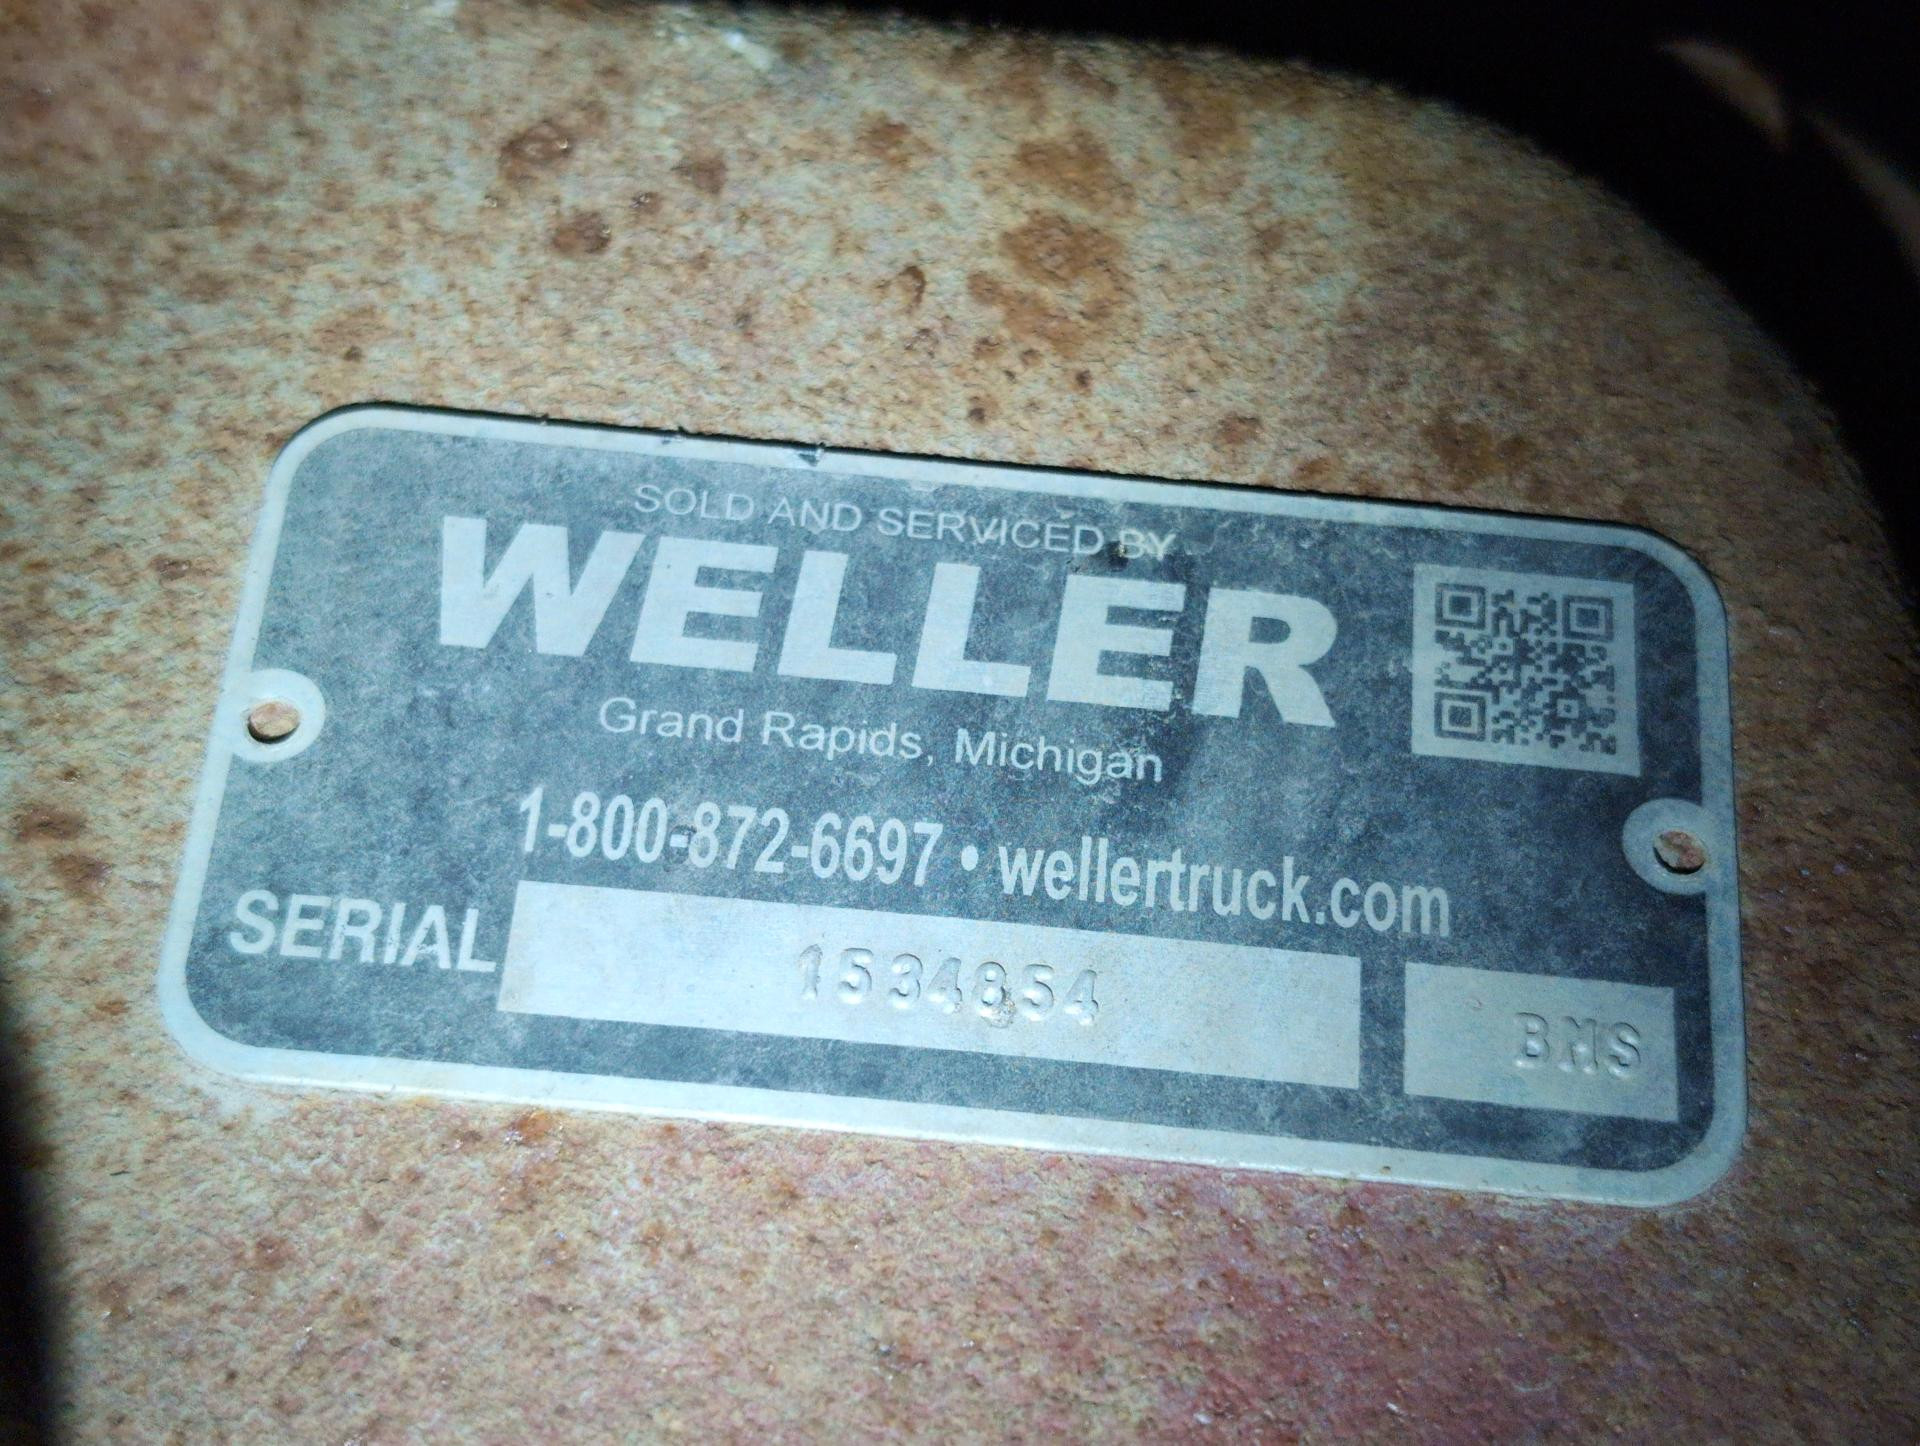 SOLD AND SERVICED BY
WELLER
Grand Rapids, Michigan
1-800-872-6697 • wellertruck.com
SERIAL 1534854 BMS